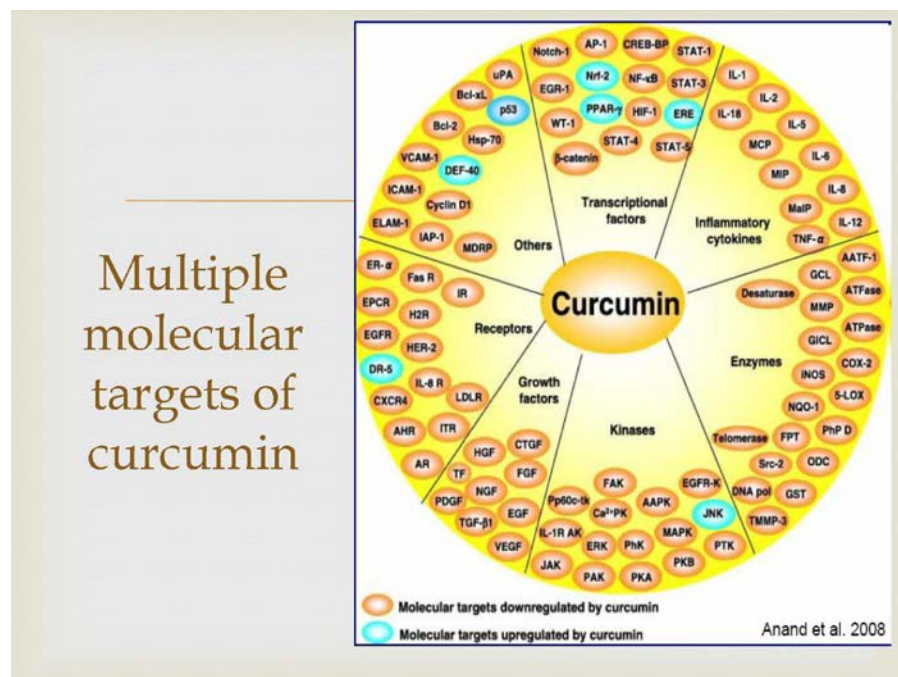 Multiple
molecular
targets of
curcumin
Notch-1
AP-1
CREB-BP
STAT-1
EGR-1
Nrf-2
NF-κB
STAT-3
WT-1
PPAR-γ
HIF-1
ERE
β-catenin
STAT-4
STAT-5
Transcriptional
factors
IL-1
IL-2
IL-18
IL-5
MCP
IL-6
MIP
IL-8
MaIP
IL-12
TNF-α
Inflammatory
cytokines
AATF-1
GCL
Desaturase
ATFase
MMP
ATPase
GICL
COX-2
iNOS
5-LOX
NQO-1
PhP D
Telomerase
FPT
Src-2
ODC
DNA pol
GST
TMMP-3
Enzymes
Kinases
FAK
EGFR-K
Pp60c-tk
AAPK
Ca²⁺PK
JNK
IL-1R AK
MAPK
ERK
PhK
PTK
JAK
PKB
PAK
PKA
Growth
factors
CTGF
HGF
TF
FGF
NGF
PDGF
EGF
TGF-β1
VEGF
Receptors
ER-α
Fas R
IR
EPCR
H2R
EGFR
HER-2
DR-5
IL-8 R
CXCR4
LDLR
AHR
ITR
AR
Others
uPA
Bcl-xL
p53
Bcl-2
Hsp-70
VCAM-1
DEF-40
ICAM-1
Cyclin D1
ELAM-1
IAP-1
MDRP
Curcumin
Molecular targets downregulated by curcumin
Molecular targets upregulated by curcumin
Anand et al. 2008